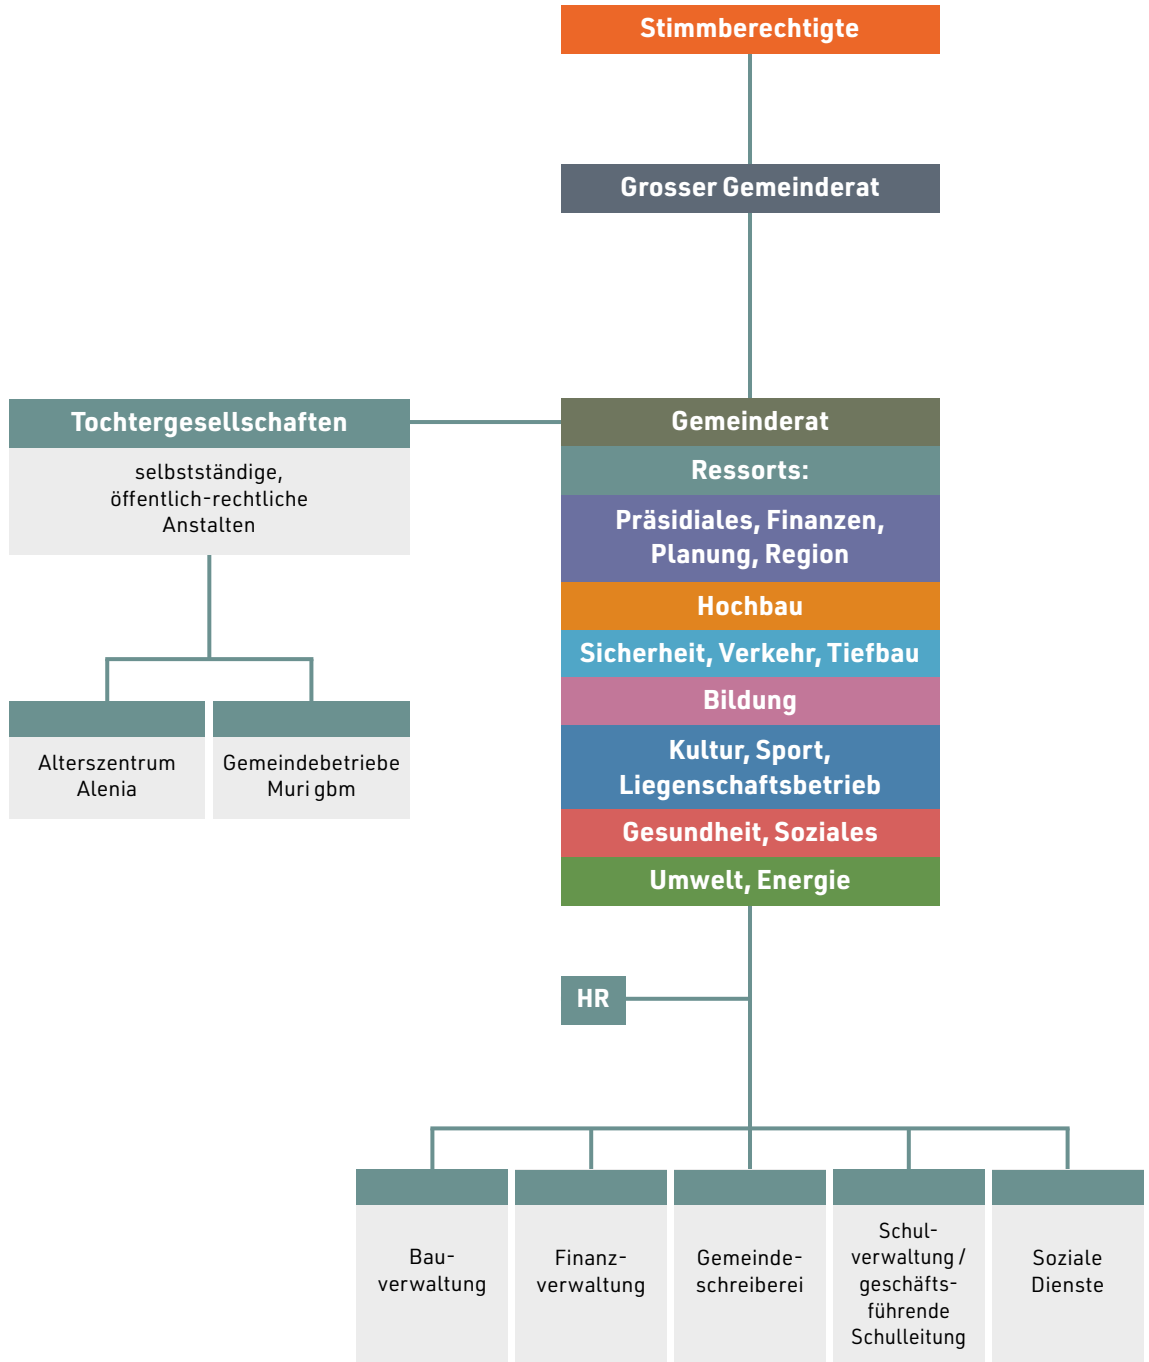 Stimmberechtigte
Grosser Gemeinderat
Tochtergesellschaften
selbstständige,
öffentlich-rechtliche
Anstalten
Alterszentrum
Alenia
Gemeindebetriebe
Muri gbm
Gemeinderat
Ressorts:
Präsidiales, Finanzen,
Planung, Region
Hochbau
Sicherheit, Verkehr, Tiefbau
Bildung
Kultur, Sport,
Liegenschaftsbetrieb
Gesundheit, Soziales
Umwelt, Energie
HR
Bau-
verwaltung
Finanz-
verwaltung
Gemeinde-
schreiberei
Schul-
verwaltung /
geschäfts-
führende
Schulleitung
Soziale
Dienste